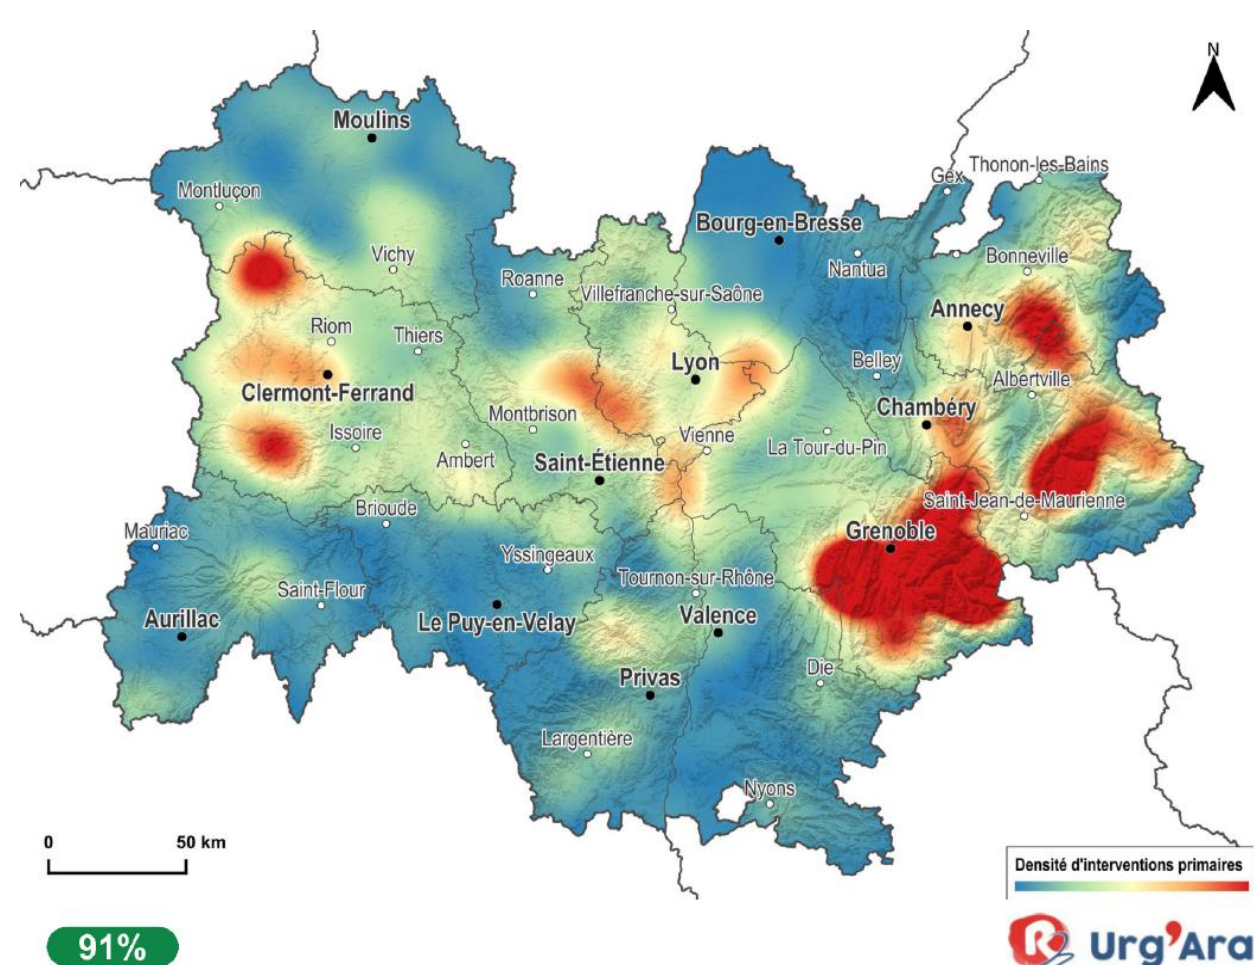 N
Moulins
Thonon-les-Bains
Gex
Montluçon
Bourg-en-Bresse
Vichy
Nantua
Bonneville
Roanne
Villefranche-sur-Saône
Annecy
Riom
Thiers
Lyon
Belley
Albertville
Clermont-Ferrand
Chambéry
Montbrison
Issoire
Vienne
La Tour-du-Pin
Ambert
Saint-Étienne
Saint-Jean-de-Maurienne
Brioude
Mauriac
Grenoble
Yssingeaux
Tournon-sur-Rhône
Saint-Flour
Aurillac
Le Puy-en-Velay
Valence
Die
Privas
Largentière
Nyons
0 50 km
Densité d'interventions primaires
91%
R Urg'Ara